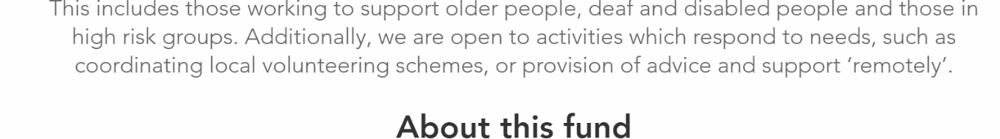 This includes those working to support older people, deaf and disabled people and those in
high risk groups. Additionally, we are open to activities which respond to needs, such as
coordinating local volunteering schemes, or provision of advice and support ‘remotely’.
About this fund